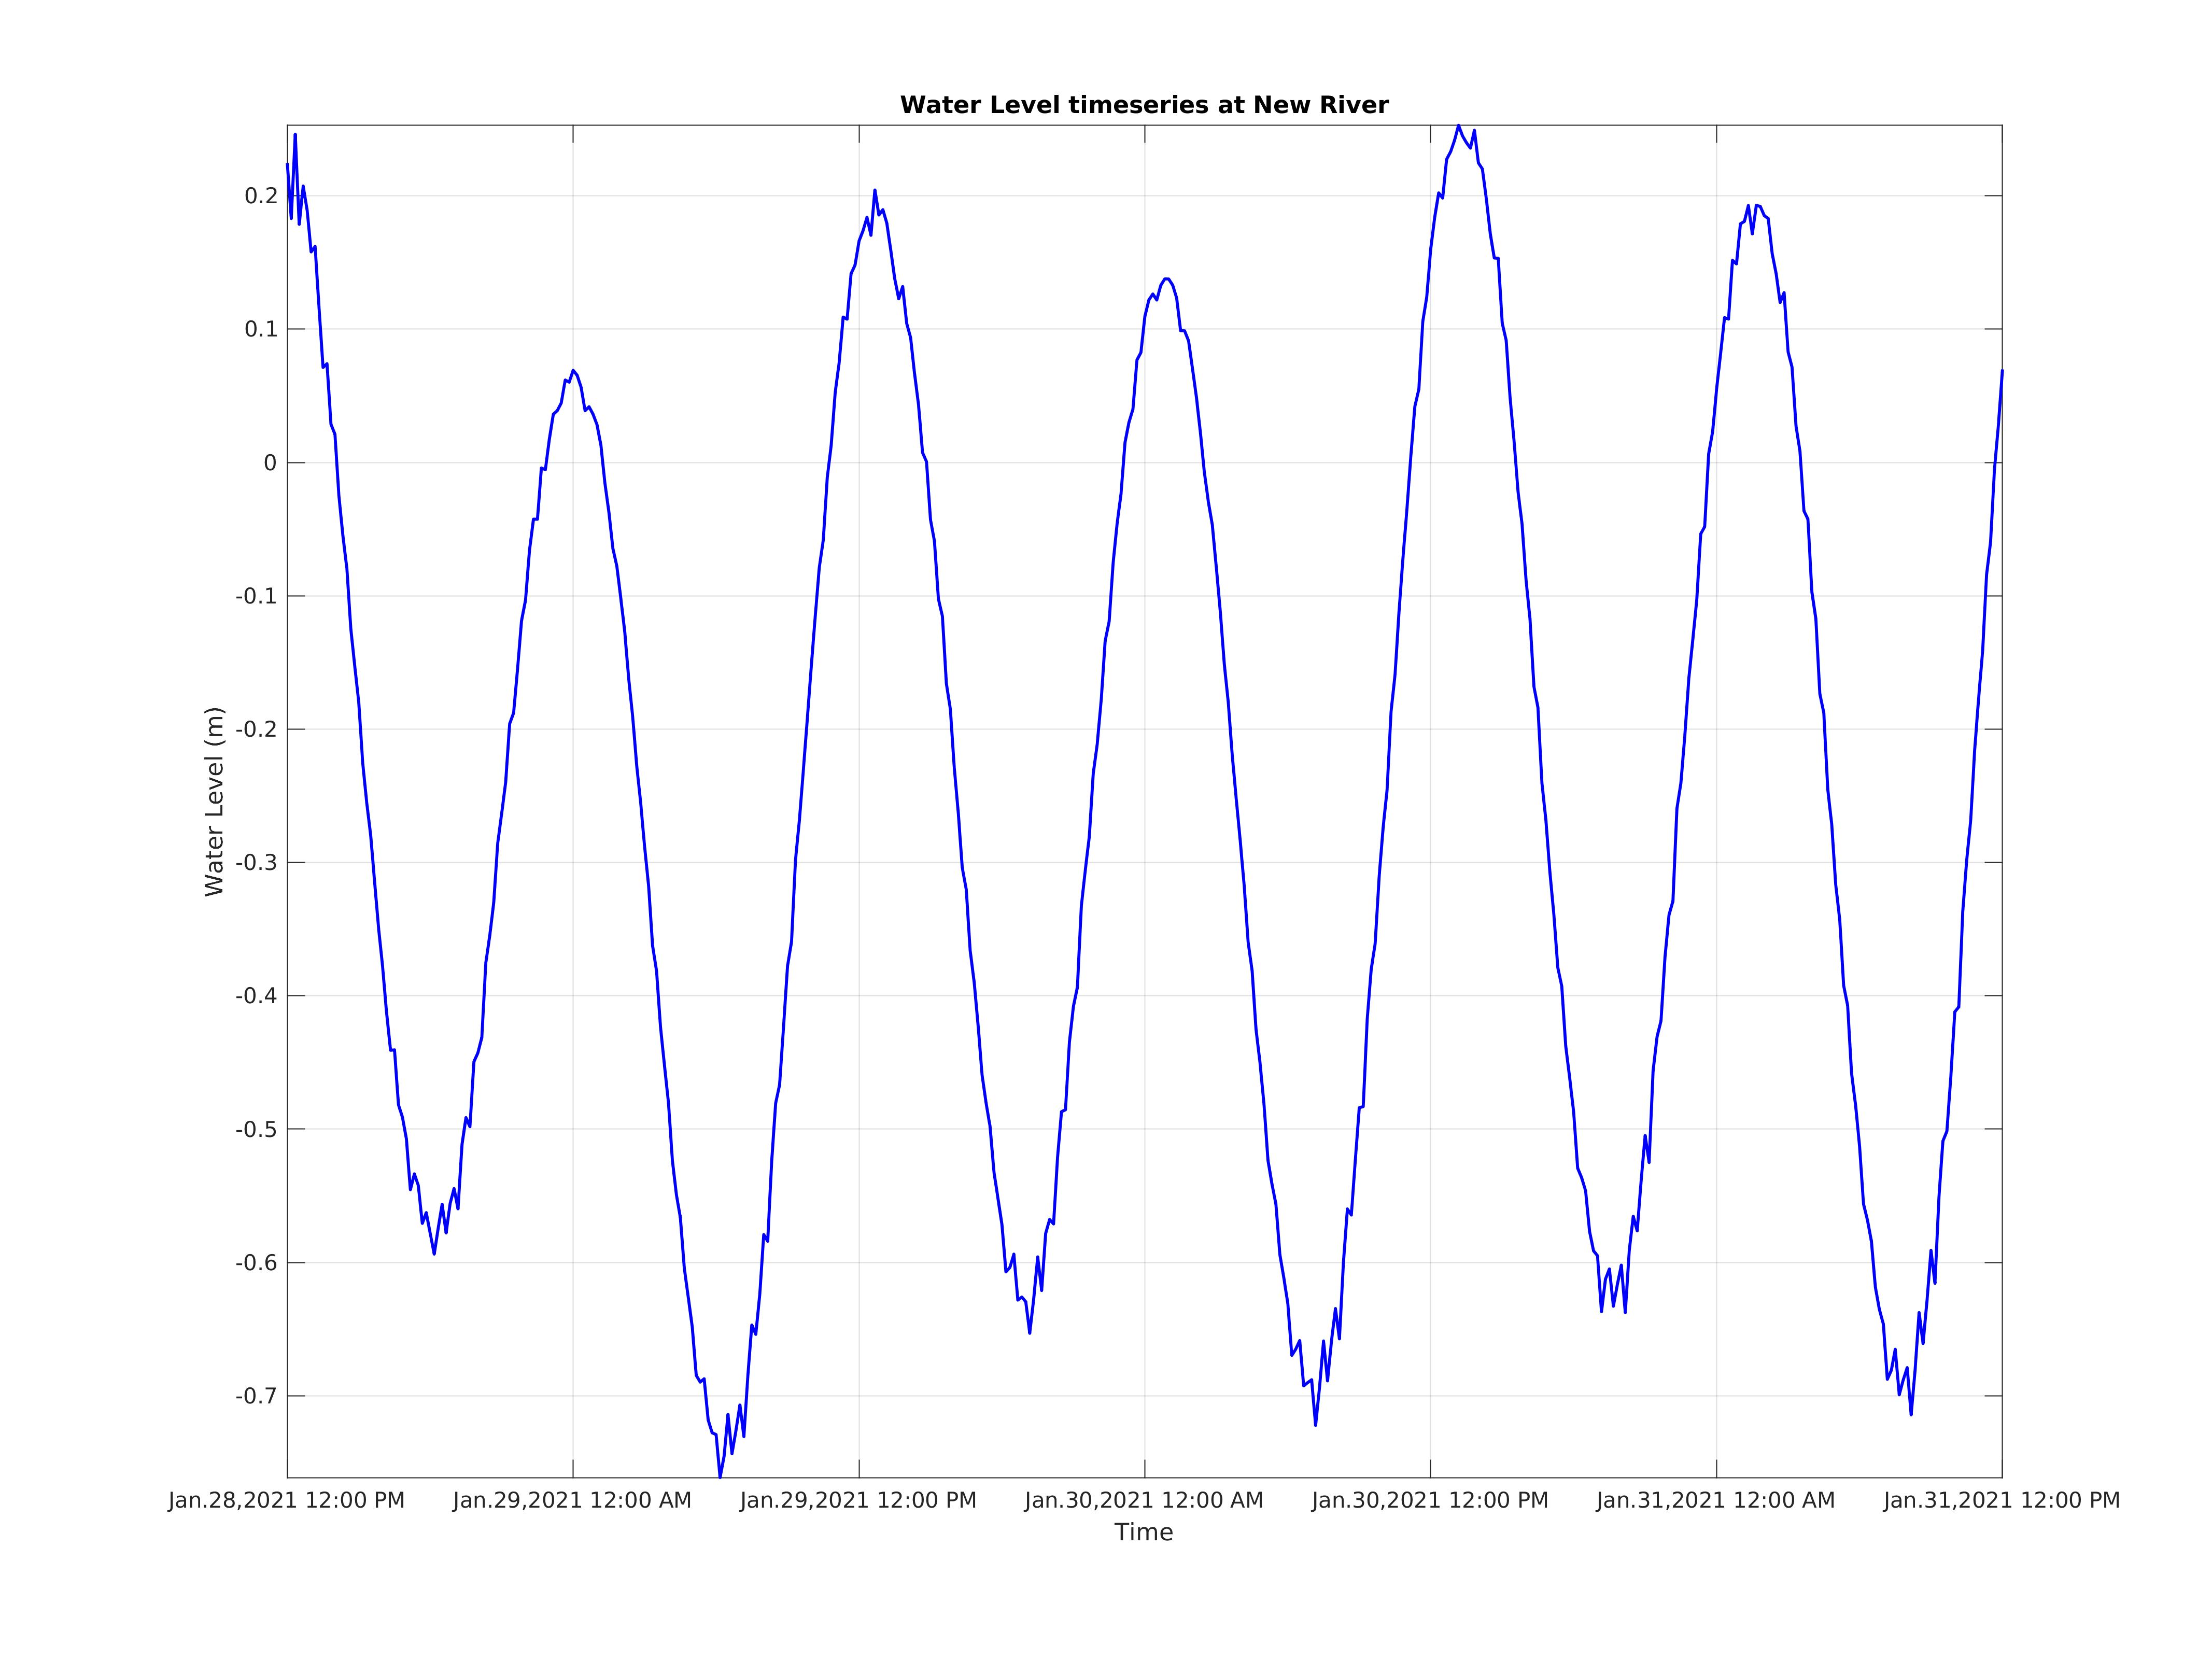 Water Level timeseries at New River
0.2
0.1
0
-0.1
-0.2
-0.3
-0.4
-0.5
-0.6
-0.7
Water Level (m)
Jan.28,2021 12:00 PM Jan.29,2021 12:00 AM Jan.29,2021 12:00 PM Jan.30,2021 12:00 AM Jan.30,2021 12:00 PM Jan.31,2021 12:00 AM Jan.31,2021 12:00 PM
Time